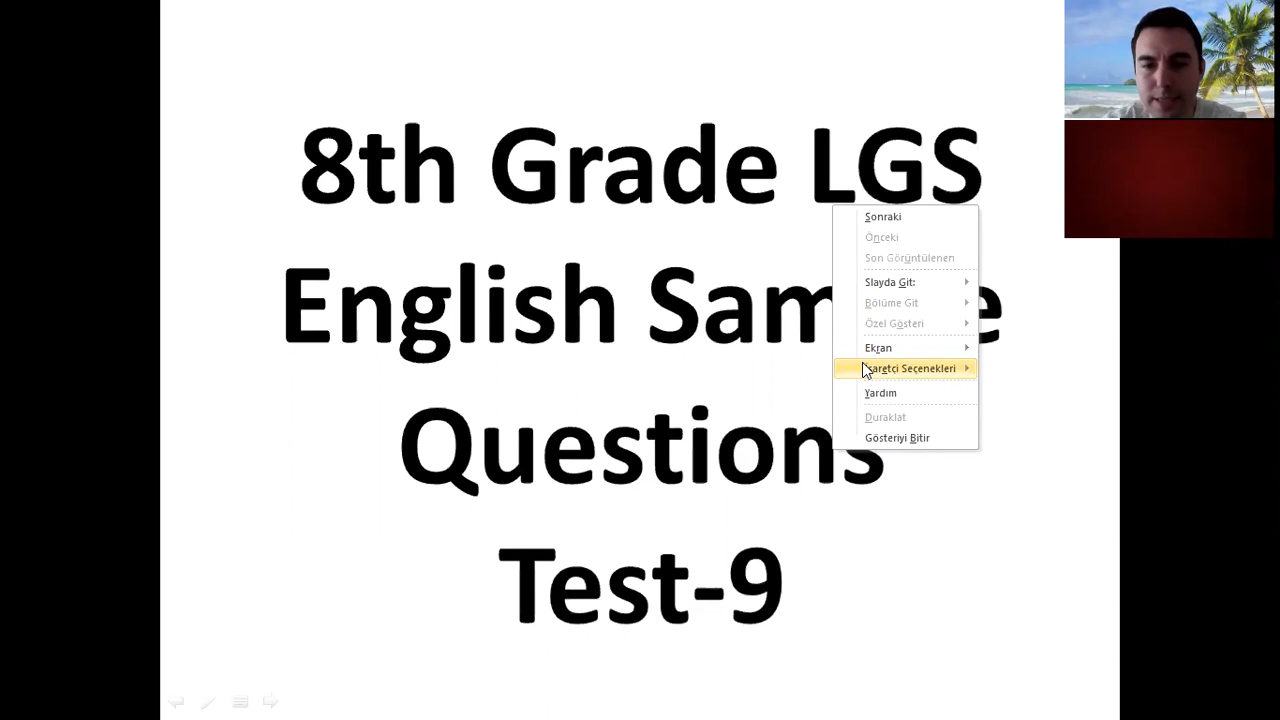 8th Grade LGS
English Sam e
Questions
Test-9
Sonraki
Önceki
Son Görüntülenen
Slayda Git:
Bölüme Git
Özel Gösteri
Ekran
Seçenekleri
Yardım
Duraklat
Gösteriyi Bitir